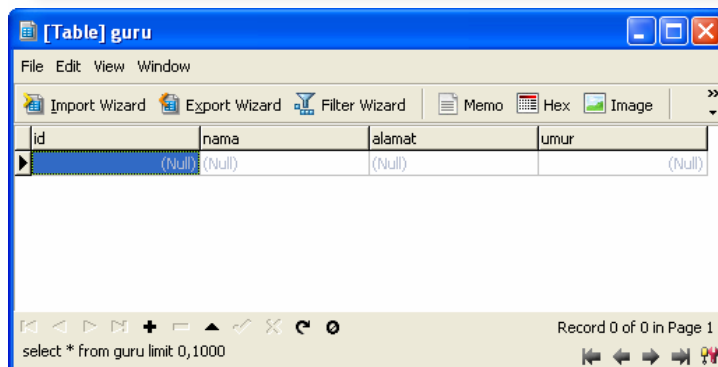 [Table] guru
File Edit View Window
Import Wizard Export Wizard Filter Wizard Memo Hex Image
id nama alamat umur
(Null) (Null) (Null) (Null)
Record 0 of 0 in Page 1
select * from guru limit 0,1000